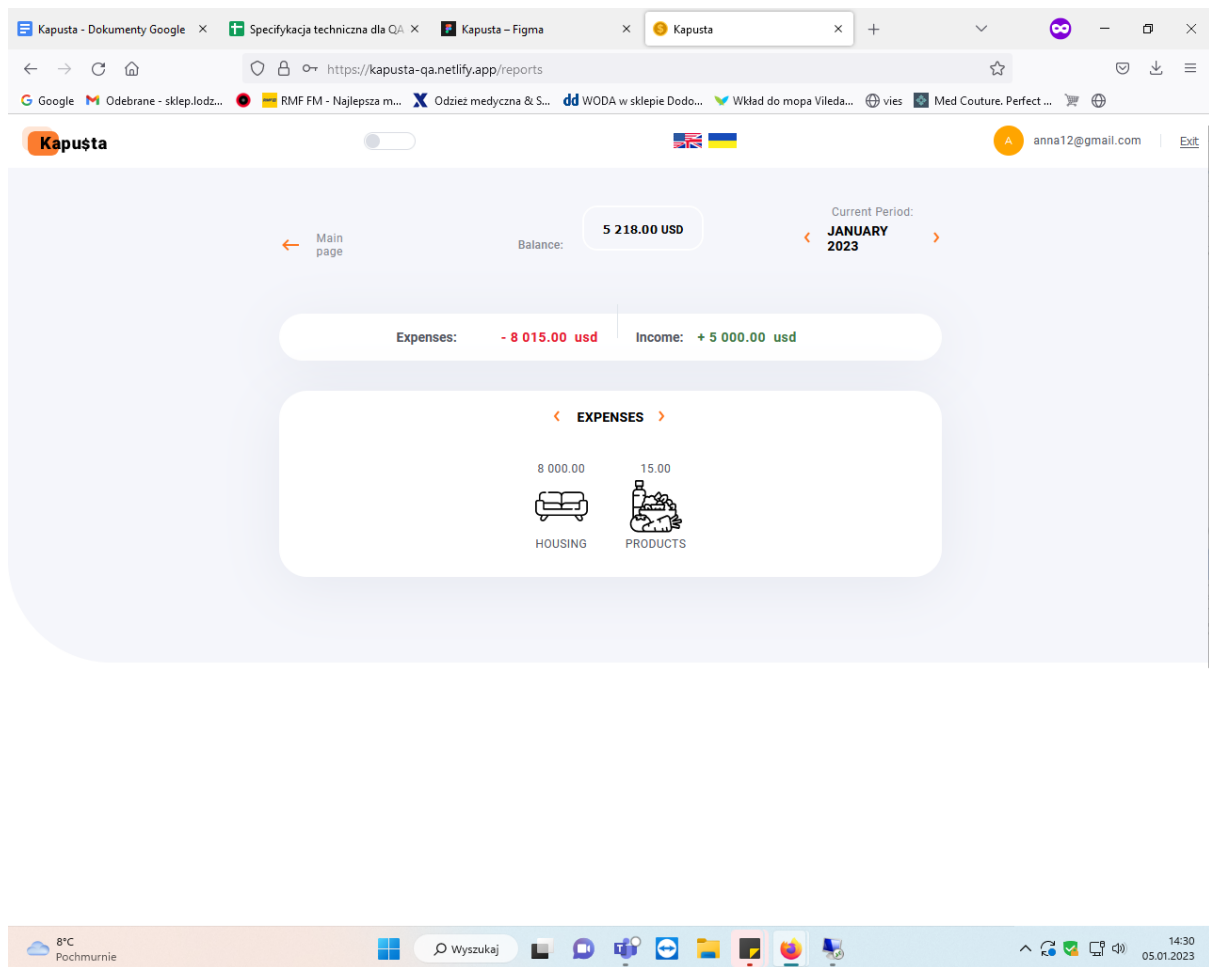 Kapusta - Dokumenty Google
Specyfikacja techniczna dla QA
Kapusta – Figma
Kapusta
https://kapusta-qa.netlify.app/reports
Google
Odebrane - sklep.lodz...
RMF FM - Najlepsza m...
Odzież medyczna & S...
dd WODA w sklepie Dodo...
Wkład do mopa Vileda...
vies
Med Couture. Perfect ...
Kapu$ta
A
anna12@gmail.com
Exit
Main
page
Balance:
5 218.00 USD
Current Period:
JANUARY
2023
Expenses: - 8 015.00 usd
Income: + 5 000.00 usd
EXPENSES
8 000.00
15.00
HOUSING
PRODUCTS
8°C
Pochmurnie
Wyszukaj
14:30
05.01.2023